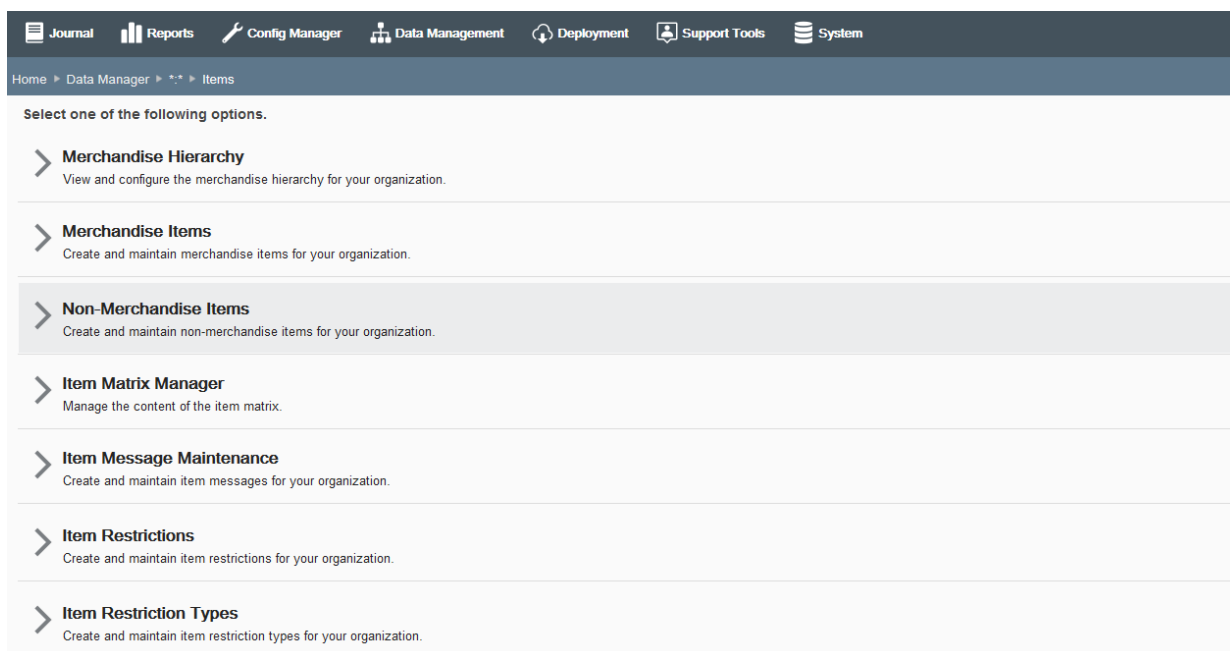 Journal Reports Config Manager Data Management Deployment Support Tools System
Home ▸ Data Manager ▸ *:* ▸ Items
Select one of the following options.
Merchandise Hierarchy
View and configure the merchandise hierarchy for your organization.
Merchandise Items
Create and maintain merchandise items for your organization.
Non-Merchandise Items
Create and maintain non-merchandise items for your organization.
Item Matrix Manager
Manage the content of the item matrix.
Item Message Maintenance
Create and maintain item messages for your organization.
Item Restrictions
Create and maintain item restrictions for your organization.
Item Restriction Types
Create and maintain item restriction types for your organization.